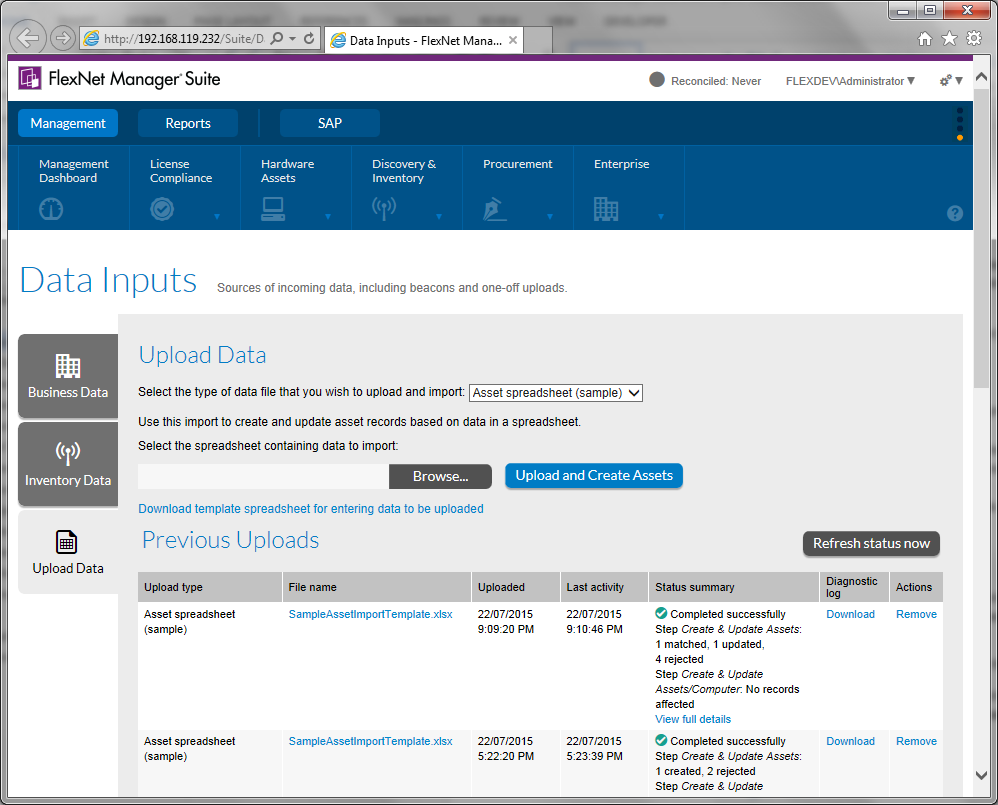 http://192.168.119.232/Suite/D
Data Inputs - FlexNet Mana...
FlexNet Manager Suite
Reconciled: Never
FLEXDEV\Administrator
Management
Reports
SAP
Management Dashboard
License Compliance
Hardware Assets
Discovery & Inventory
Procurement
Enterprise
Data Inputs
Sources of incoming data, including beacons and one-off uploads.
Business Data
Inventory Data
Upload Data
Upload Data
Select the type of data file that you wish to upload and import: Asset spreadsheet (sample)
Use this import to create and update asset records based on data in a spreadsheet.
Select the spreadsheet containing data to import:
Browse...
Upload and Create Assets
Download template spreadsheet for entering data to be uploaded
Previous Uploads
Refresh status now
Upload type File name Uploaded Last activity Status summary Diagnostic log Actions
Asset spreadsheet (sample)
SampleAssetImportTemplate.xlsx
22/07/2015 9:09:20 PM
22/07/2015 9:10:46 PM
Completed successfully
Step Create & Update Assets:
1 matched, 1 updated,
4 rejected
Step Create & Update
Assets/Computer: No records
affected
View full details
Download
Remove
Asset spreadsheet (sample)
SampleAssetImportTemplate.xlsx
22/07/2015 5:22:20 PM
22/07/2015 5:23:39 PM
Completed successfully
Step Create & Update Assets:
1 created, 2 rejected
Step Create & Update
Download
Remove